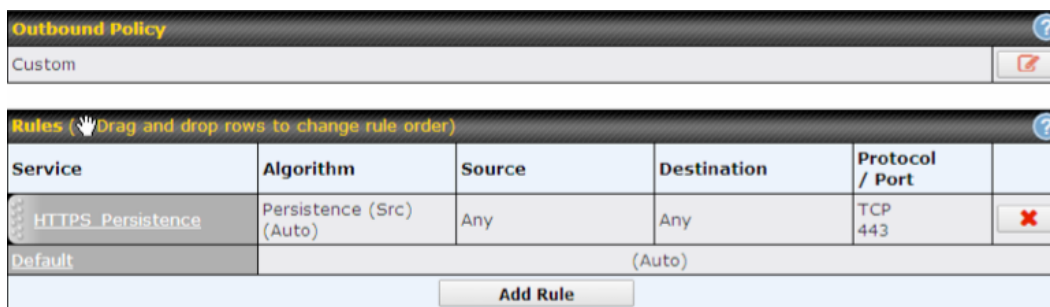 Outbound Policy ?
Custom
Rules (Drag and drop rows to change rule order) ?
Service Algorithm Source Destination Protocol / Port
HTTPS_Persistence Persistence (Src) (Auto) Any Any TCP 443
Default (Auto)
Add Rule